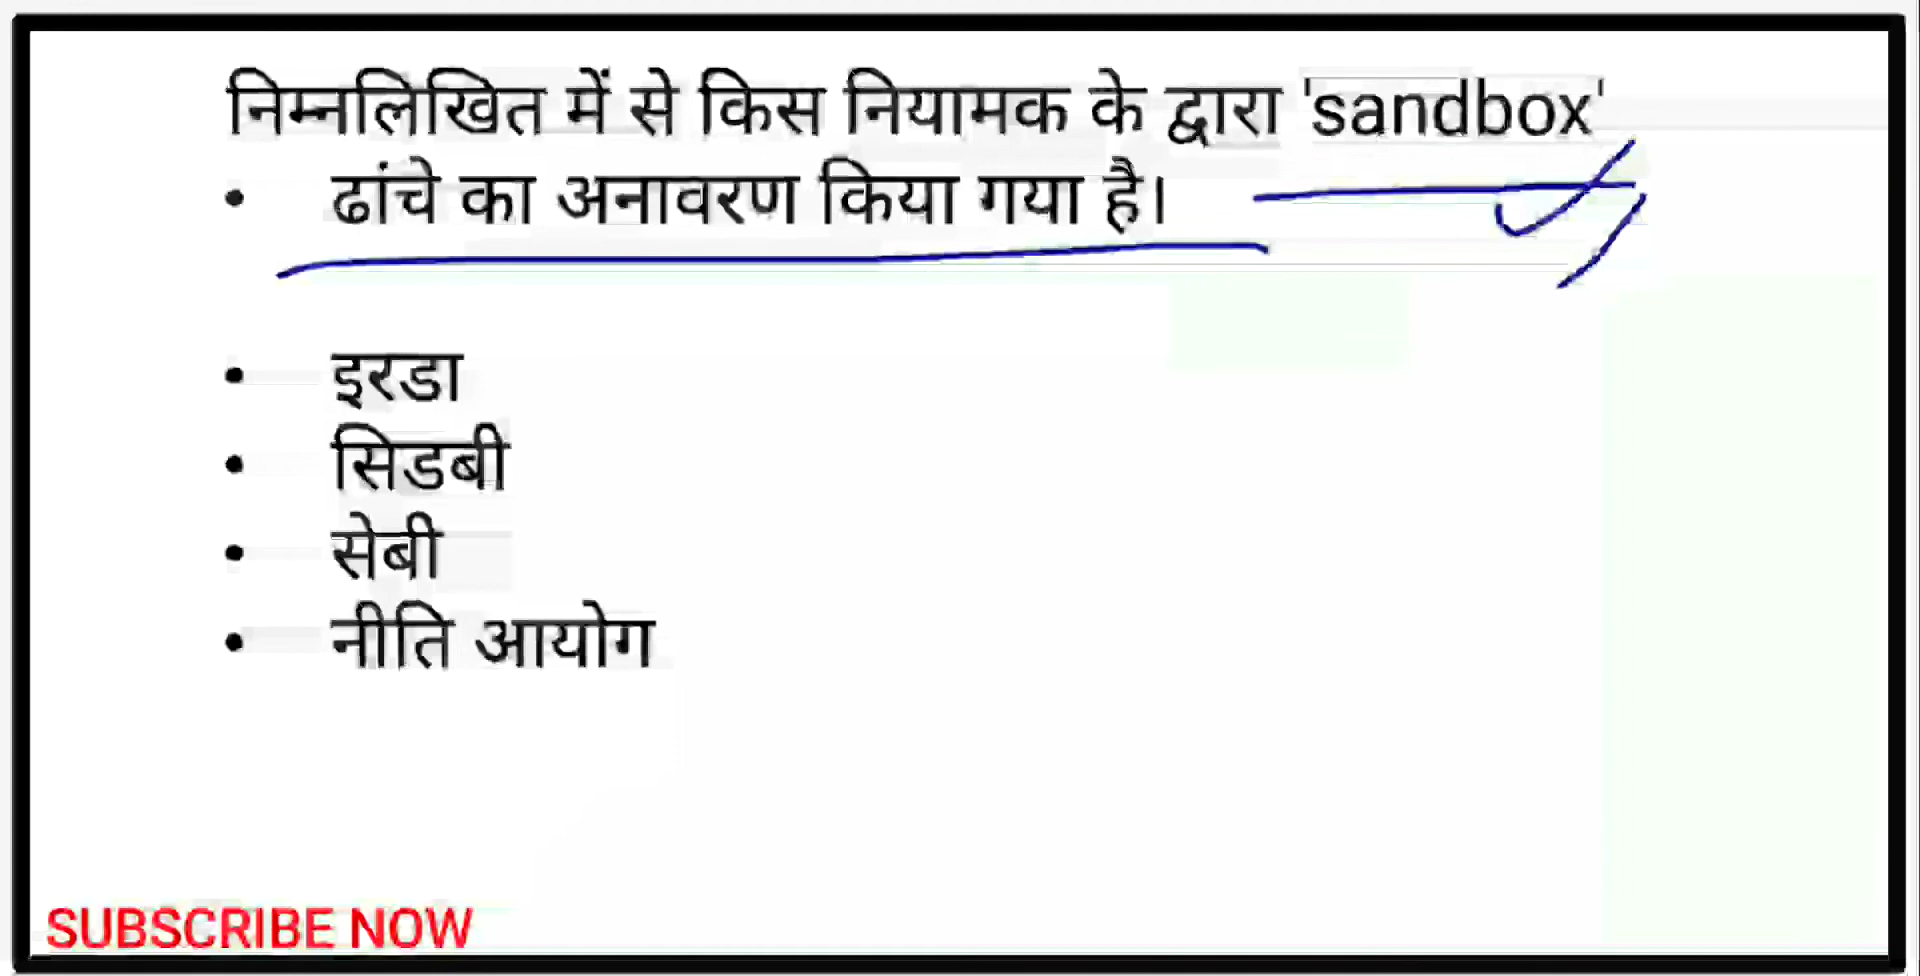 निम्नलिखित में से किस नियामक के द्वारा 'sandbox'
• ढांचे का अनावरण किया गया है।
• इरडा
• सिडबी
• सेबी
• नीति आयोग
SUBSCRIBE NOW